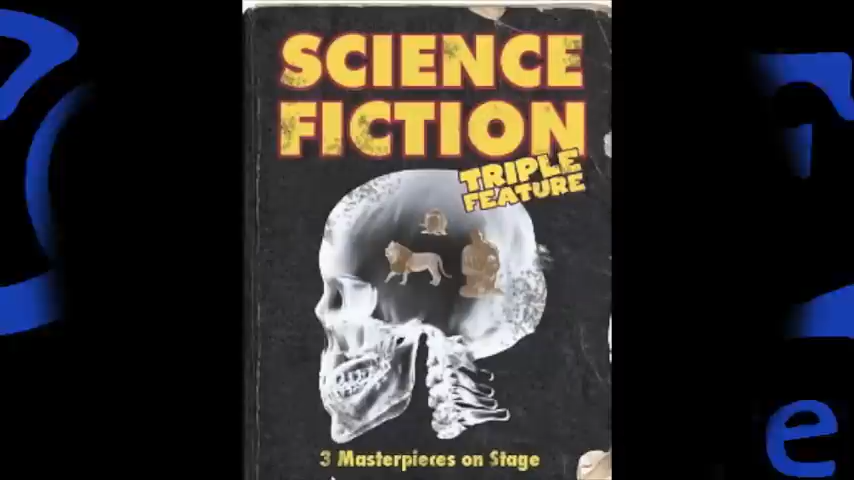 SCIENCE
FICTION
TRIPLE
FEATURE
3 Masterpieces on Stage
e